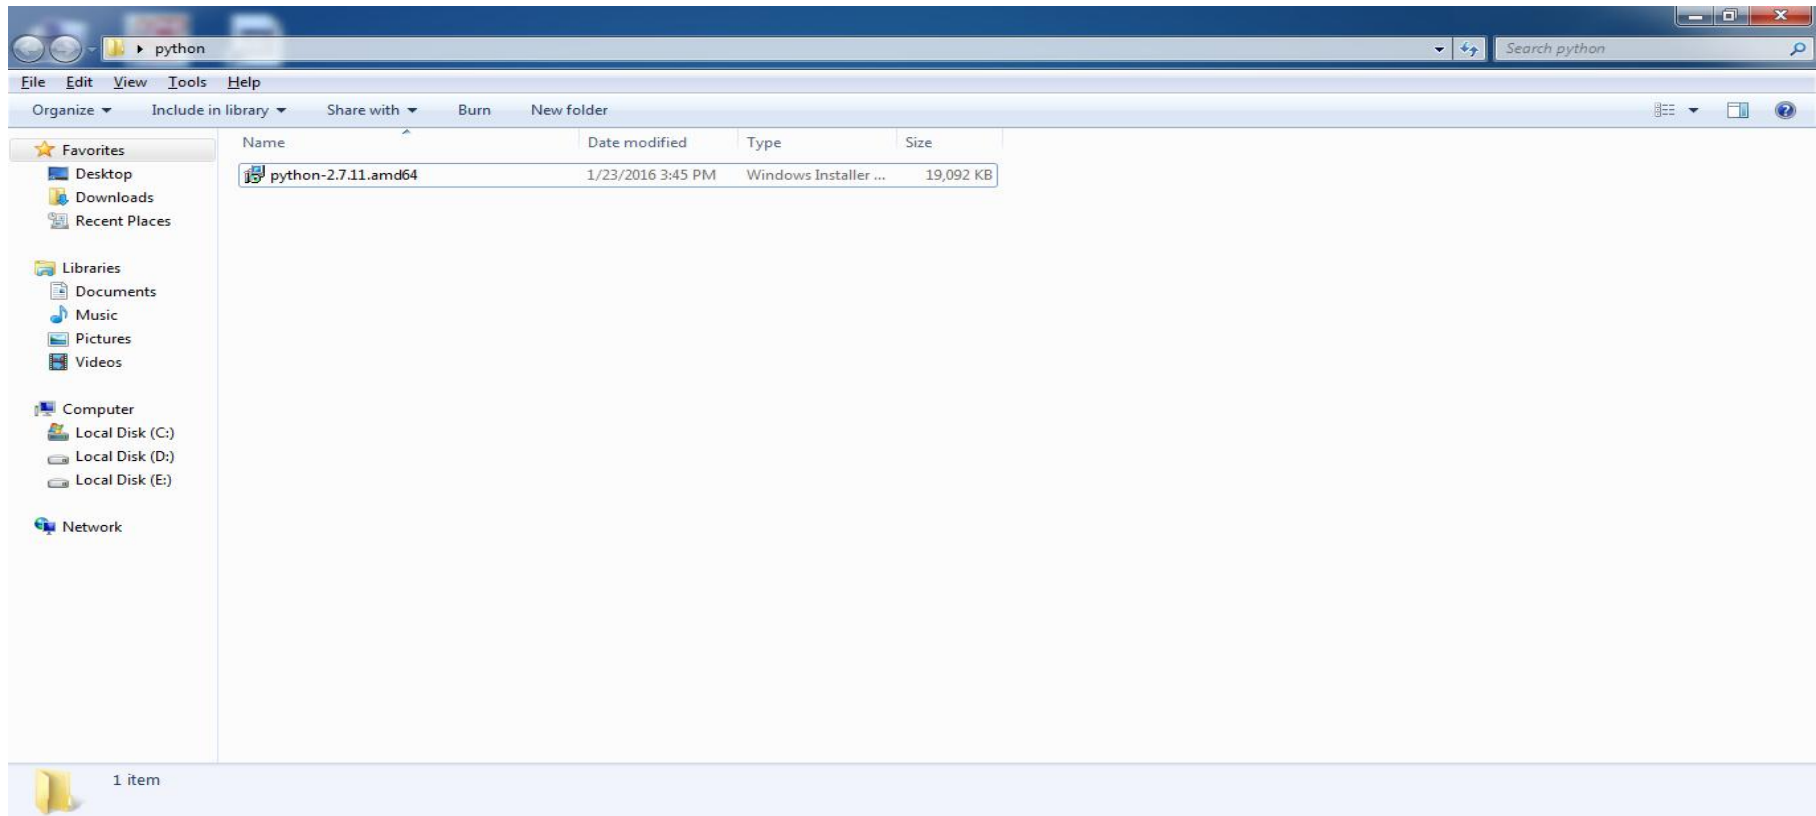 python
Search python
File Edit View Tools Help
Organize Include in library Share with Burn New folder
Name Date modified Type Size
python-2.7.11.amd64 1/23/2016 3:45 PM Windows Installer ... 19,092 KB
Favorites
Desktop
Downloads
Recent Places
Libraries
Documents
Music
Pictures
Videos
Computer
Local Disk (C:)
Local Disk (D:)
Local Disk (E:)
Network
1 item